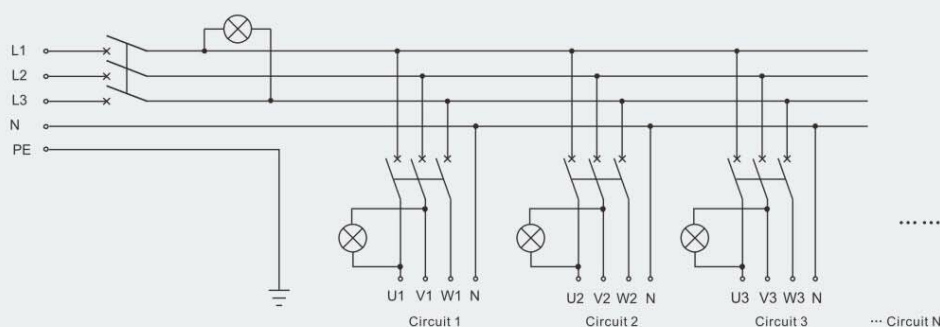 L1
L2
L3
N
PE
U1 V1 W1 N
U2 V2 W2 N
U3 V3 W3 N
Circuit 1
Circuit 2
Circuit 3
··· Circuit N